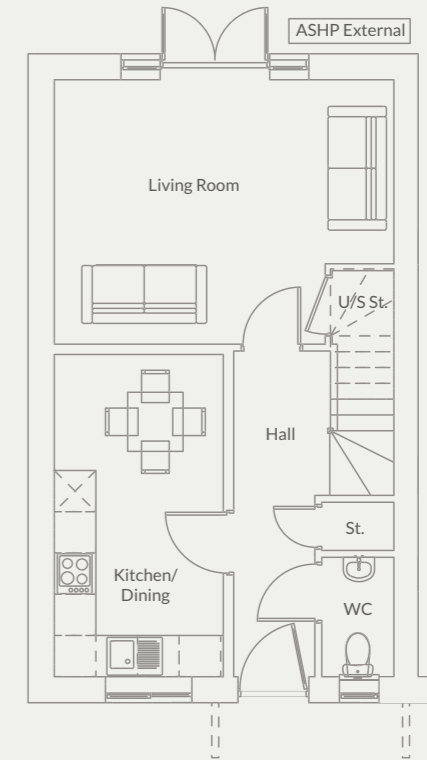 ASHP External
Living Room
U/S St.
Hall
St.
Kitchen/
Dining
WC